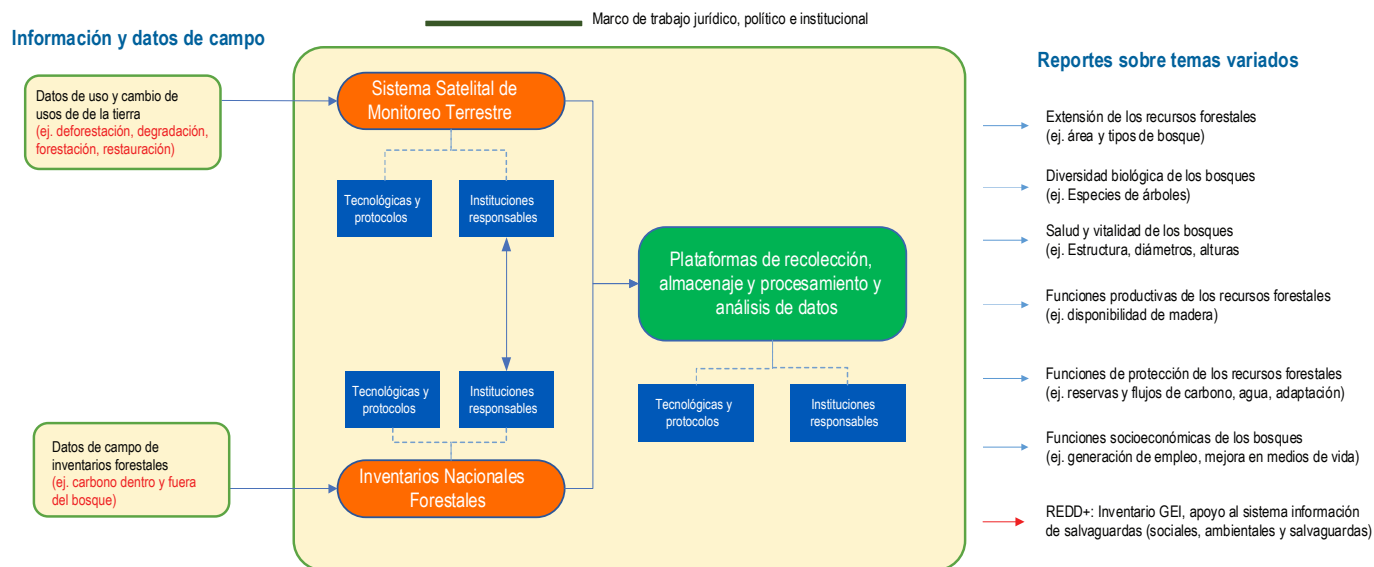 Marco de trabajo jurídico, político e institucional
Información y datos de campo
Datos de uso y cambio de
usos de de la tierra
(ej. deforestación, degradación,
forestación, restauración)
Datos de campo de
inventarios forestales
(ej. carbono dentro y fuera
del bosque)
Sistema Satelital de
Monitoreo Terrestre
Tecnológicas y
protocolos
Instituciones
responsables
Tecnológicas y
protocolos
Instituciones
responsables
Inventarios Nacionales
Forestales
Plataformas de recolección,
almacenaje y procesamiento y
análisis de datos
Tecnológicas y
protocolos
Instituciones
responsables
Reportes sobre temas variados
Extensión de los recursos forestales
(ej. área y tipos de bosque)
Diversidad biológica de los bosques
(ej. Especies de árboles)
Salud y vitalidad de los bosques
(ej. Estructura, diámetros, alturas
Funciones productivas de los recursos forestales
(ej. disponibilidad de madera)
Funciones de protección de los recursos forestales
(ej. reservas y flujos de carbono, agua, adaptación)
Funciones socioeconómicas de los bosques
(ej. generación de empleo, mejora en medios de vida)
REDD+: Inventario GEI, apoyo al sistema información
de salvaguardas (sociales, ambientales y salvaguardas)